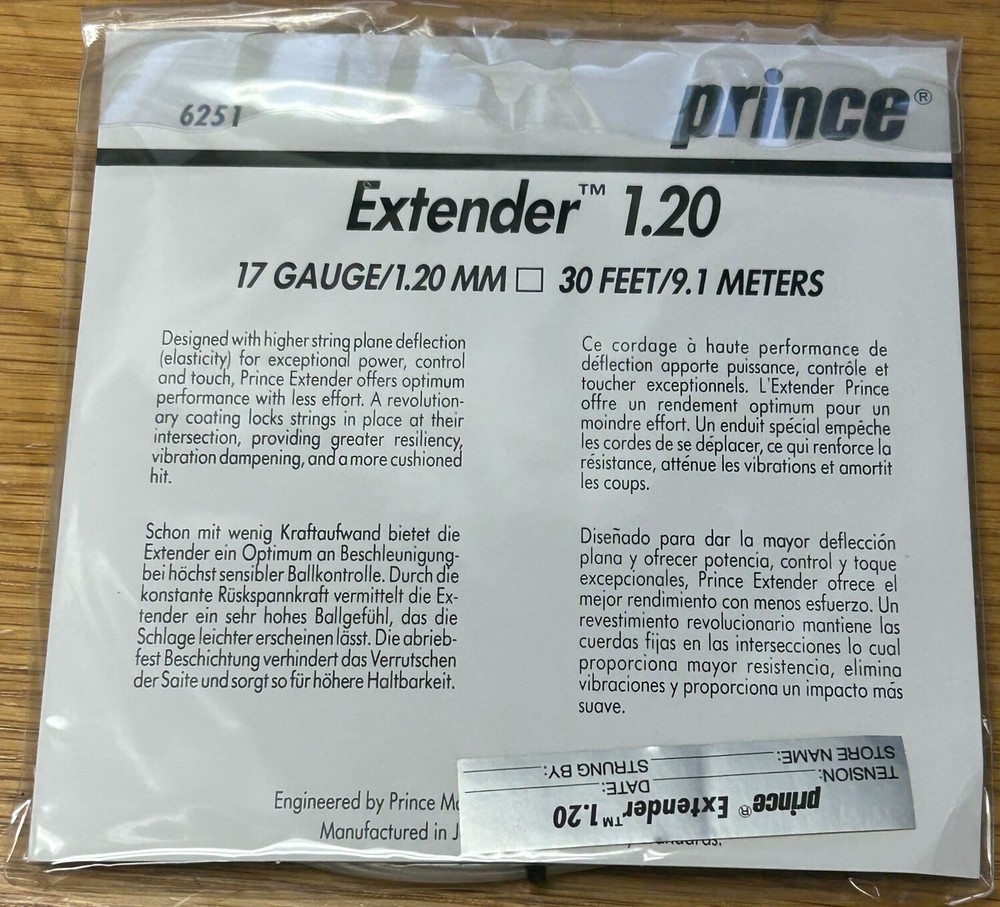 6251
prince®
Extender™ 1.20
17 GAUGE/1.20 MM □ 30 FEET/9.1 METERS
Designed with higher string plane deflection
(elasticity) for exceptional power, control
and touch, Prince Extender offers optimum
performance with less effort. A revolution-
ary coating locks strings in place at their
intersection, providing greater resiliency,
vibration dampening, and a more cushioned
hit.
Ce cordage à haute performance de
déflection apporte puissance, contrôle et
toucher exceptionnels. L'Extender Prince
offre un rendement optimum pour un
moindre effort. Un enduit spécial empêche
les cordes de se déplacer, ce qui renforce la
résistance, atténue les vibrations et amortit
les coups.
Schon mit wenig Kraftaufwand bietet die
Extender ein Optimum an Beschleunigung-
bei höchst sensibler Ballkontrolle. Durch die
konstante Rüskspannkraft vermittelt die Ex-
tender ein sehr hohes Ballgefühl, das die
Schlage leichter erscheinen lässt. Die abrieb-
fest Beschichtung verhindert das Verrutschen
der Saite und sorgt so für höhere Haltbarkeit.
Diseñado para dar la mayor deflección
plana y ofrecer potencia, control y toque
excepcionales, Prince Extender ofrece el
mejor rendimiento con menos esfuerzo. Un
revestimiento revolucionario mantiene las
cuerdas fijas en las intersecciones lo cual
proporciona mayor resistencia, elimina
vibraciones y proporciona un impacto más
suave.
Engineered by Prince
Manufactured in
prince® Extender™ 1.20
TENSION: DATE:
STORE NAME: STRUNG BY: